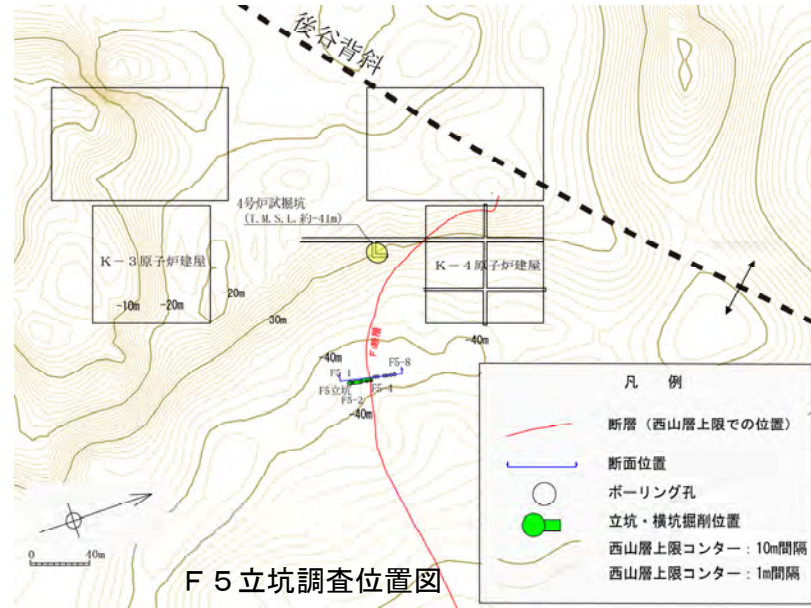 後谷背斜
4号炉試掘坑
(T.M.S.L.約-41m)
K-3原子炉建屋
K-4原子炉建屋
-10m
-20m
20m
30m
-40m
F5断層
-40m
F5-1
F5-8
F5立坑
F5-4
F5-2
-40m
凡 例
断層(西山層上限での位置)
断面位置
ボーリング孔
立坑・横坑掘削位置
西山層上限コンター:10m間隔
西山層上限コンター:1m間隔
0 40m
F5立坑調査位置図